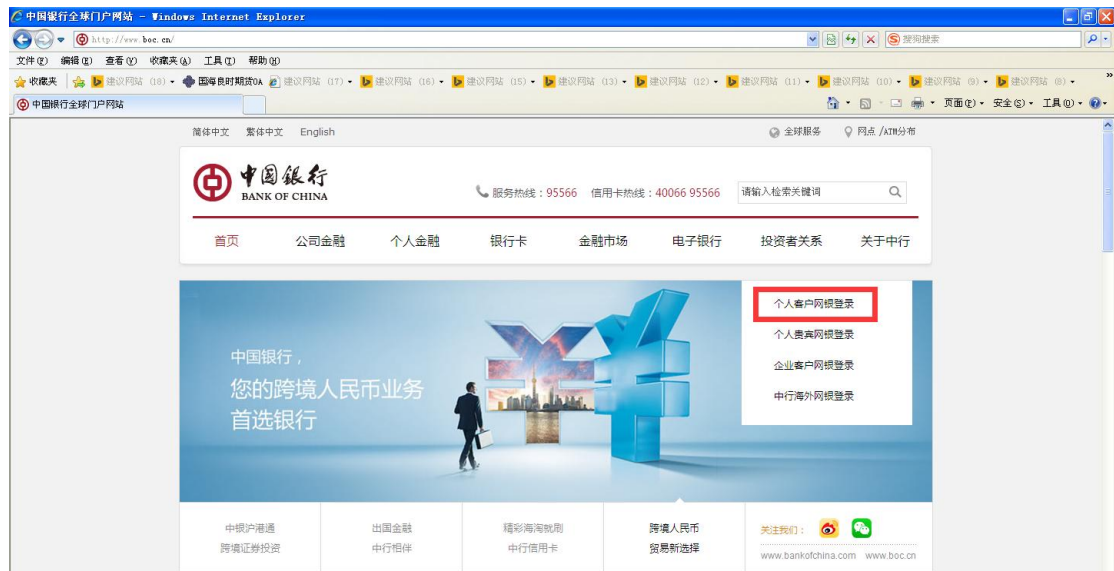 中国银行全球门户网站 - Windows Internet Explorer
http://www.boc.cn/
搜狗搜索
文件(F) 编辑(E) 查看(V) 收藏夹(A) 工具(T) 帮助(H)
收藏夹 建议网站 (18) 国海良时期货OA 建议网站 (17) 建议网站 (16) 建议网站 (15) 建议网站 (13) 建议网站 (12) 建议网站 (11) 建议网站 (10) 建议网站 (9) 建议网站 (8)
中国银行全球门户网站 页面(P) 安全(S) 工具(O)
简体中文 繁体中文 English 全球服务 网点 /ATM分布
中国银行
BANK OF CHINA
服务热线：95566 信用卡热线：40066 95566 请输入检索关键词
首页 公司金融 个人金融 银行卡 金融市场 电子银行 投资者关系 关于中行
个人客户网银登录
个人贵宾网银登录
企业客户网银登录
中行海外网银登录
中国银行，
您的跨境人民币业务
首选银行
中银沪港通 出国金融 精彩海淘就刷 跨境人民币 关注我们：
跨境证券投资 中行相伴 中行信用卡 贸易新选择
www.bankofchina.com www.boc.cn